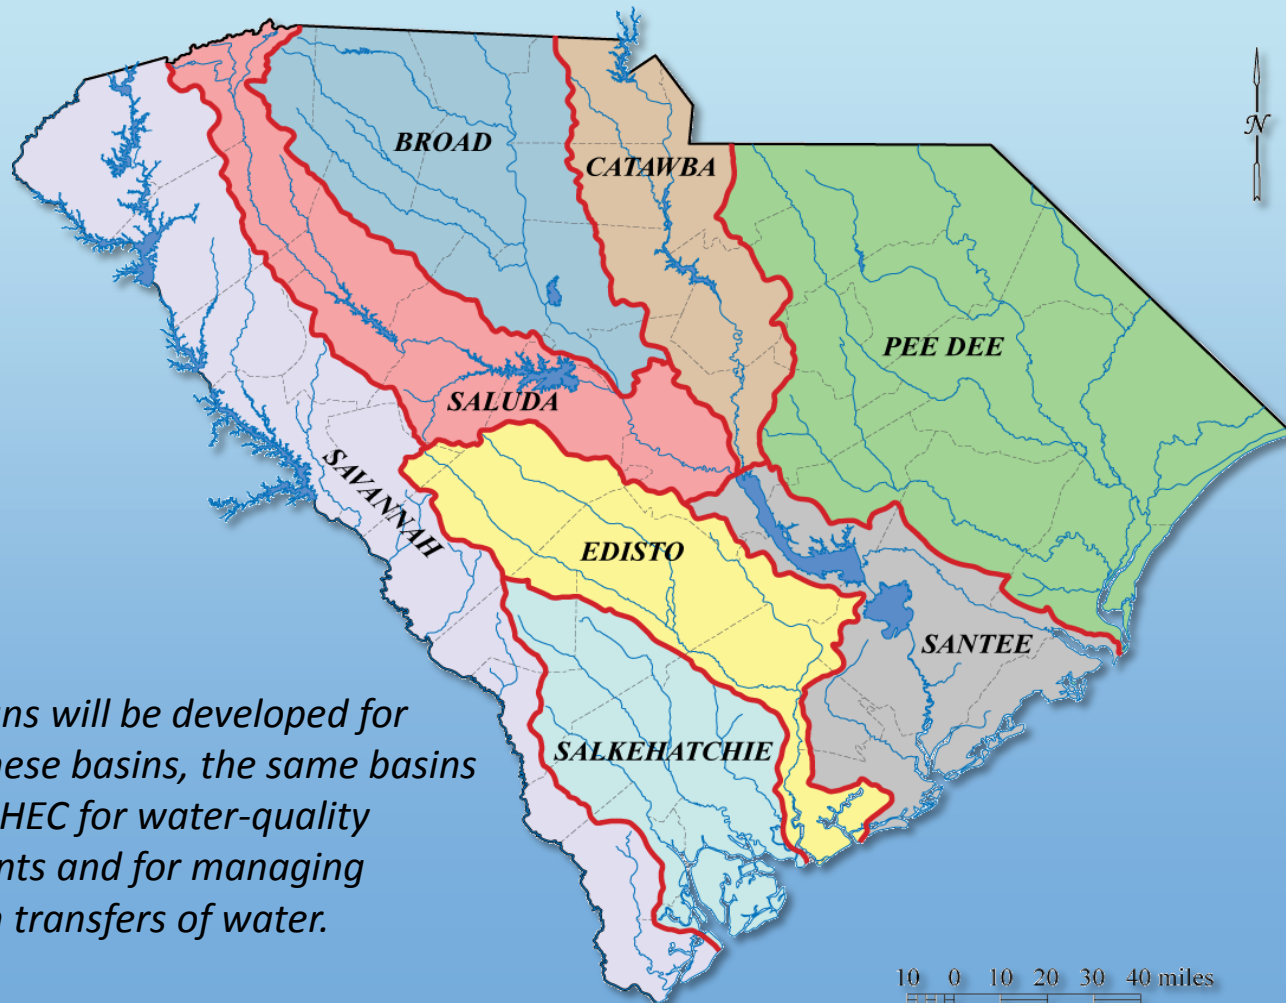 N
BROAD
CATAWBA
PEE DEE
SALUDA
SAVANNAH
EDISTO
SANTEE
SALKEHATCHIE
ns will be developed for
hese basins, the same basins
HEC for water-quality
nts and for managing
n transfers of water.
10 0 10 20 30 40 miles